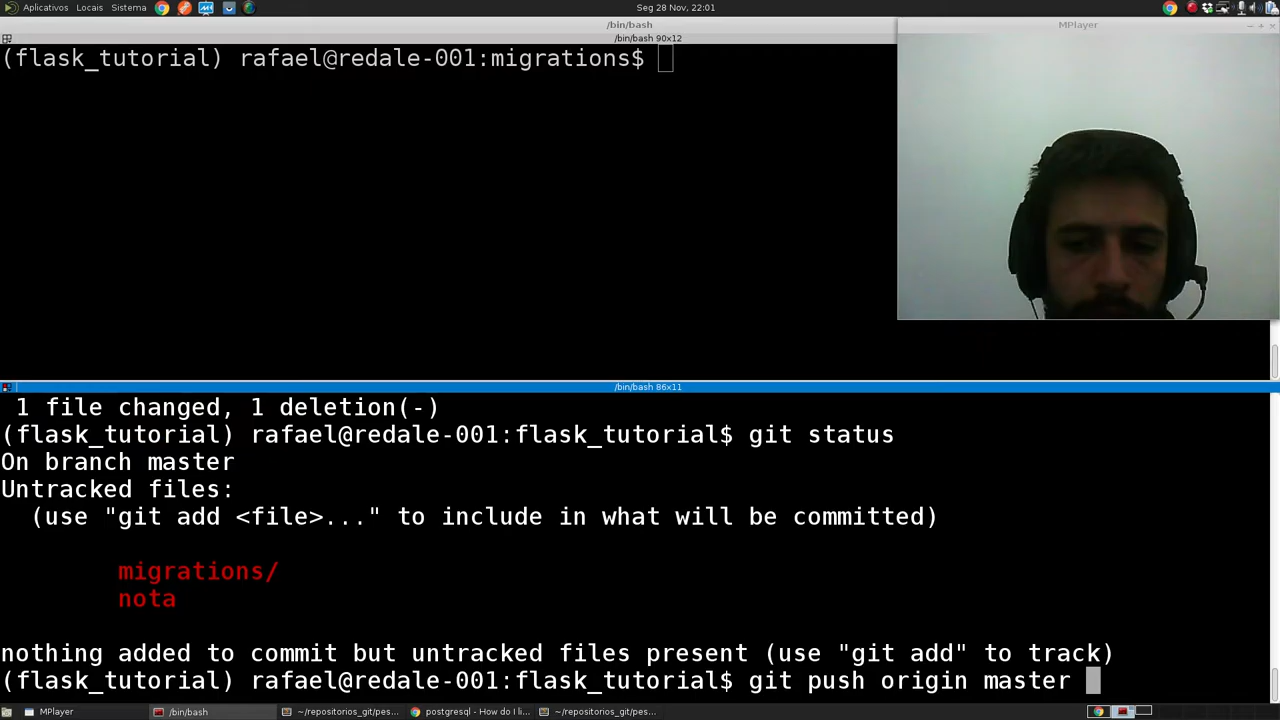 Aplicativos Locais Sistema Seg 28 Nov, 22:01
/bin/bash
MPlayer
/bin/bash 90x12
(flask_tutorial) rafael@redale-001:migrations$
/bin/bash 86x11
1 file changed, 1 deletion(-)
(flask_tutorial) rafael@redale-001:flask_tutorial$ git status
On branch master
Untracked files:
(use "git add <file>..." to include in what will be committed)
migrations/
nota
nothing added to commit but untracked files present (use "git add" to track)
(flask_tutorial) rafael@redale-001:flask_tutorial$ git push origin master
MPlayer /bin/bash ~/repositorios_git/pes... postgresql - How do I li... ~/repositorios_git/pes...